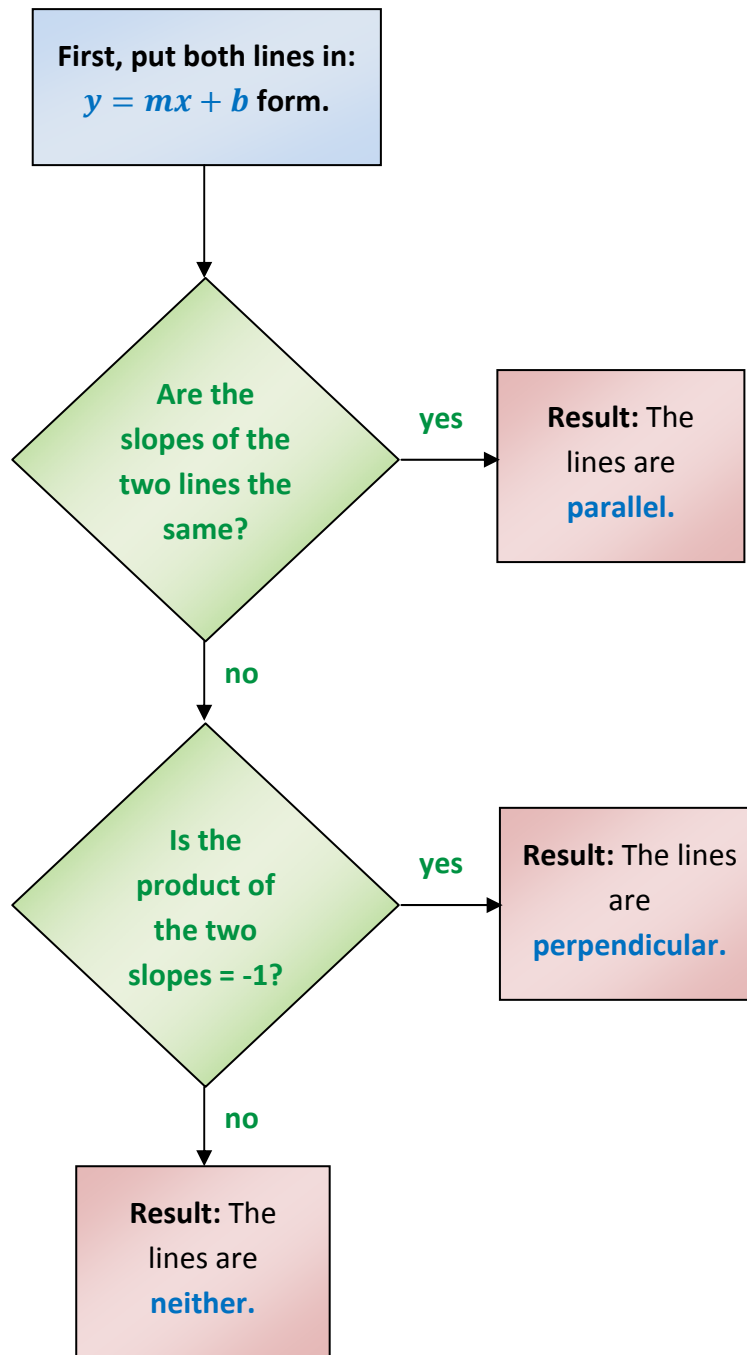 First, put both lines in:
y = mx + b form.
Are the
slopes of the
two lines the
same?
yes
Result: The
lines are
parallel.
no
Is the
product of
the two
slopes = -1?
yes
Result: The lines
are
perpendicular.
no
Result: The
lines are
neither.